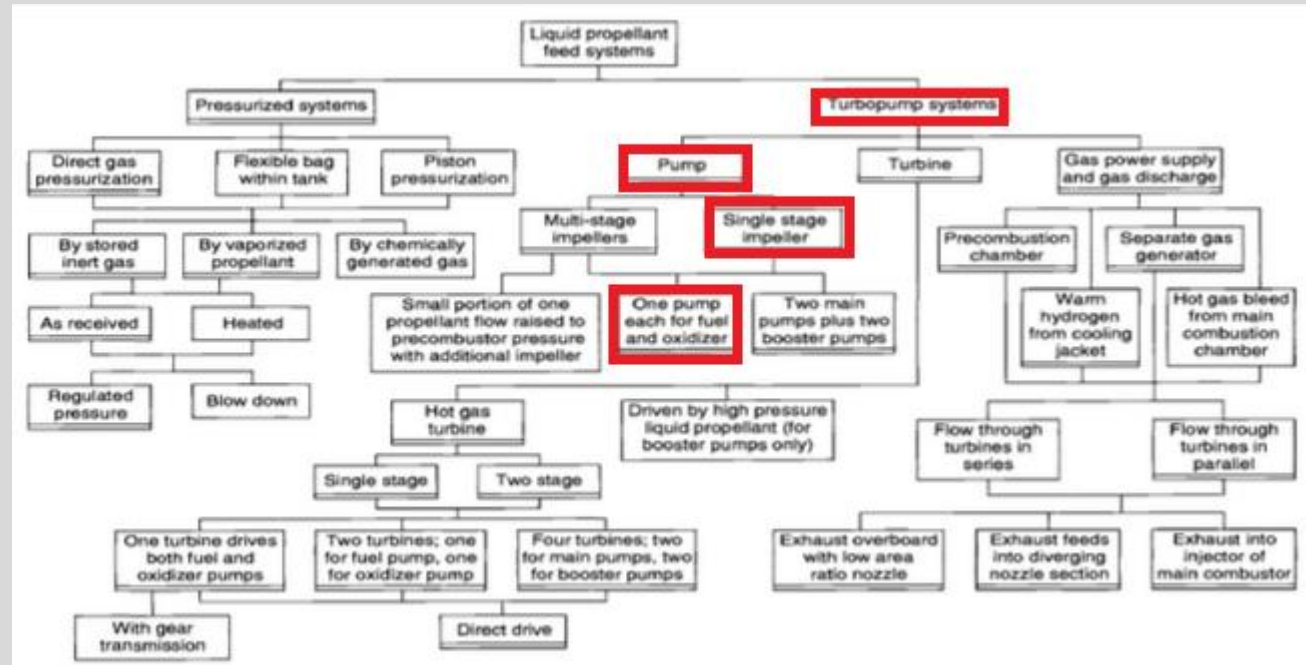 Liquid propellant
feed systems
Pressurized systems
Turbopump systems
Direct gas
pressurization
Flexible bag
within tank
Piston
pressurization
Pump
Turbine
Gas power supply
and gas discharge
Multi-stage
impellers
Single stage
impeller
Precombustion
chamber
Separate gas
generator
By stored
inert gas
By vaporized
propellant
By chemically
generated gas
Small portion of one
propellant flow raised to
precombustor pressure
with additional impeller
One pump
each for fuel
and oxidizer
Two main
pumps plus two
booster pumps
Warm
hydrogen
from cooling
jacket
Hot gas bleed
from main
combustion
chamber
As received
Heated
Regulated
pressure
Blow down
Hot gas
turbine
Driven by high pressure
liquid propellant (for
booster pumps only)
Flow through
turbines in
series
Flow through
turbines in
parallel
Single stage
Two stage
One turbine drives
both fuel and
oxidizer pumps
Two turbines; one
for fuel pump, one
for oxidizer pump
Four turbines; two
for main pumps, two
for booster pumps
Exhaust overboard
with low area
ratio nozzle
Exhaust feeds
into diverging
nozzle section
Exhaust into
injector of
main combustor
With gear
transmission
Direct drive